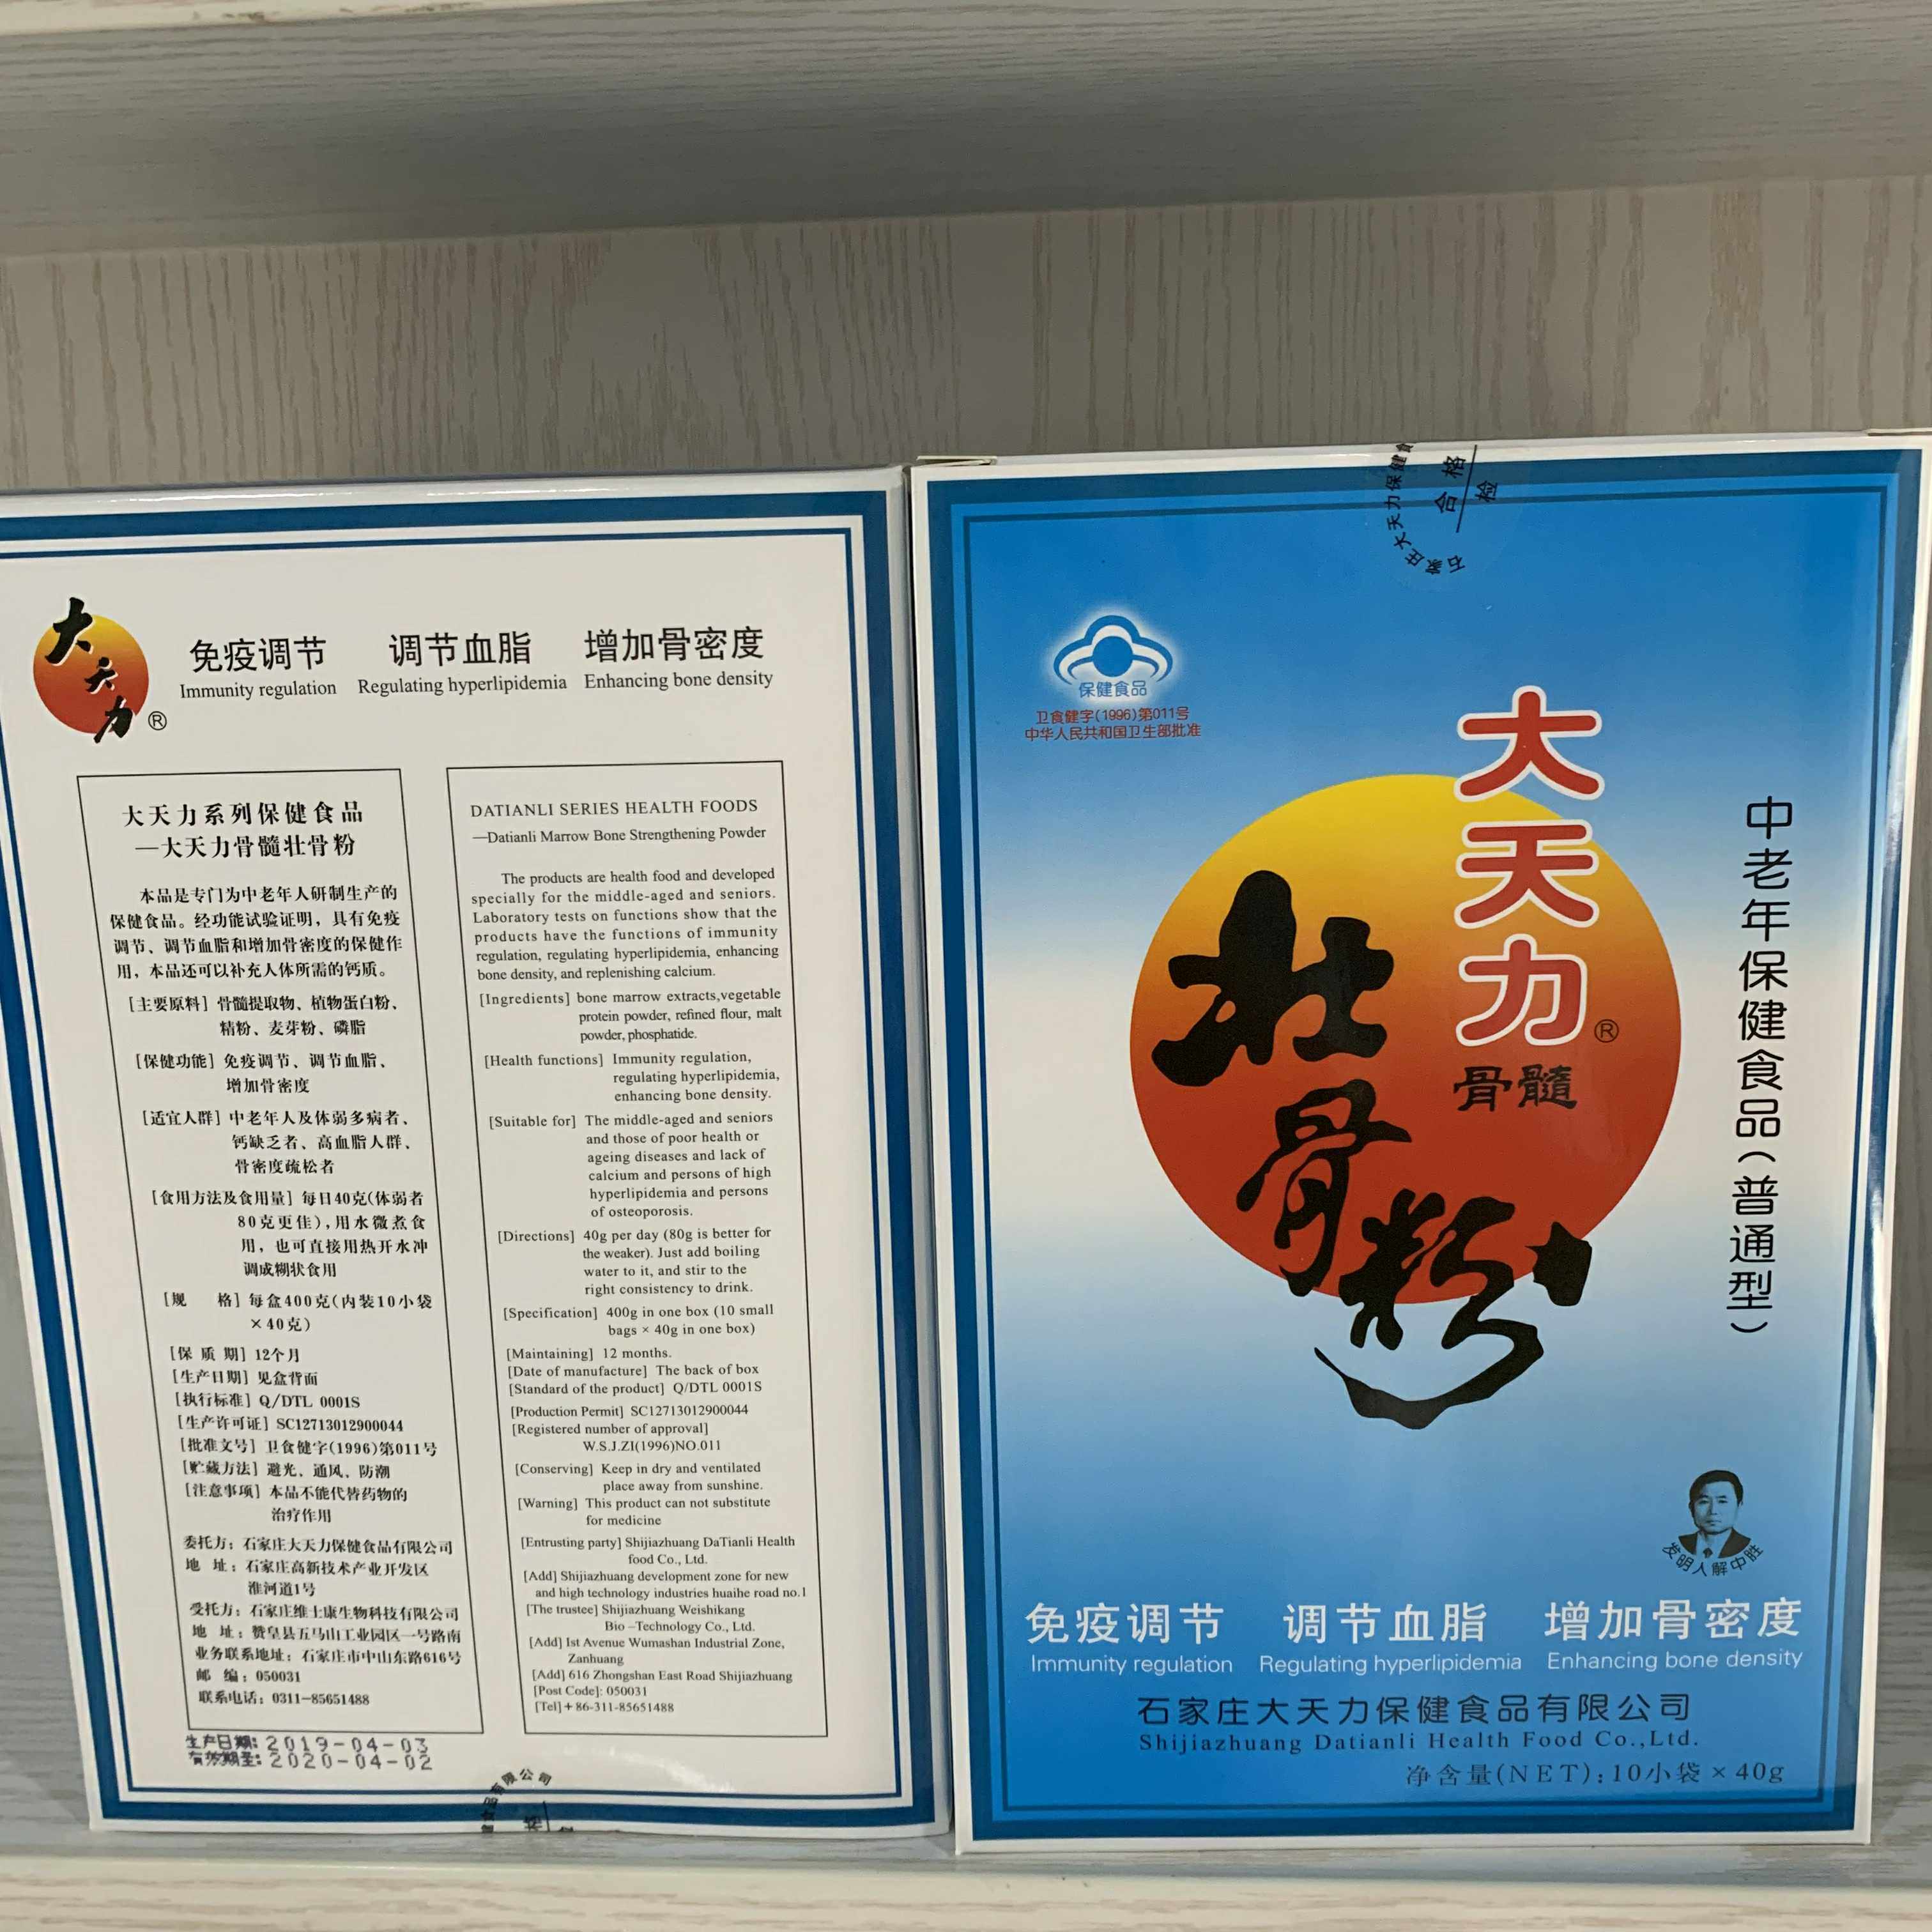 大天力®
免疫调节 调节血脂 增加骨密度
Immunity regulation Regulating hyperlipidemia Enhancing bone density
大天力系列保健食品
—大天力骨髓壮骨粉
本品是专门为中老年人研制生产的
保健食品。经功能试验证明，具有免疫
调节、调节血脂和增加骨密度的保健作
用，本品还可以补充人体所需的钙质。
[主要原料] 骨髓提取物、植物蛋白粉、
精粉、麦芽粉、磷脂
[保健功能] 免疫调节、调节血脂、
增加骨密度
[适宜人群] 中老年人及体弱多病者、
钙缺乏者、高血脂人群、
骨密度疏松者
[食用方法及食用量] 每日40克(体弱者
80克更佳),用水微煮食
用，也可直接用热开水冲
调成糊状食用
[规 格] 每盒400克(内装10小袋
×40克)
[保 质 期] 12个月
[生产日期] 见盒背面
[执行标准] Q/DTL 0001S
[生产许可证] SC12713012900044
[批准文号] 卫食健字(1996)第011号
[贮藏方法] 避光、通风、防潮
[注意事项] 本品不能代替药物的
治疗作用
委托方：石家庄大天力保健食品有限公司
地 址：石家庄高新技术产业开发区
淮河道1号
受托方：石家庄维士康生物科技有限公司
地 址：赞皇县五马山工业园区一号路南
业务联系地址：石家庄市中山东路616号
邮 编：050031
联系电话：0311-85651488
生产日期：2019-04-03
有效期至：2020-04-02
DATIANLI SERIES HEALTH FOODS
—Datianli Marrow Bone Strengthening Powder
The products are health food and developed
specially for the middle-aged and seniors.
Laboratory tests on functions show that the
products have the functions of immunity
regulation, regulating hyperlipidemia, enhancing
bone density, and replenishing calcium.
[Ingredients] bone marrow extracts,vegetable
protein powder, refined flour, malt
powder, phosphatide.
[Health functions] Immunity regulation,
regulating hyperlipidemia,
enhancing bone density.
[Suitable for] The middle-aged and seniors
and those of poor health or
ageing diseases and lack of
calcium and persons of high
hyperlipidemia and persons
of osteoporosis.
[Directions] 40g per day (80g is better for
the weaker). Just add boiling
water to it, and stir to the
right consistency to drink.
[Specification] 400g in one box (10 small
bags × 40g in one box)
[Maintaining] 12 months.
[Date of manufacture] The back of box
[Standard of the product] Q/DTL 0001S
[Production Permit] SC12713012900044
[Registered number of approval]
W.S.J.ZI(1996)NO.011
[Conserving] Keep in dry and ventilated
place away from sunshine.
[Warning] This product can not substitute
for medicine
[Entrusting party] Shijiazhuang DaTianli Health
food Co., Ltd.
[Add] Shijiazhuang development zone for new
and high technology industries huaihe road no.1
[The trustee] Shijiazhuang Weishikang
Bio –Technology Co., Ltd.
[Add] 1st Avenue Wumashan Industrial Zone,
Zanhuang
[Add] 616 Zhongshan East Road Shijiazhuang
[Post Code]: 050031
[Tel] + 86-311-85651488
食品有限公司
石家庄大天力保健食
合格
检
保健食品
卫食健字(1996)第011号
中华人民共和国卫生部批准
大天力®
骨髓
壮骨粉
中老年保健食品(普通型)
发明人解中胜
免疫调节 调节血脂 增加骨密度
Immunity regulation Regulating hyperlipidemia Enhancing bone density
石家庄大天力保健食品有限公司
Shijiazhuang Datianli Health Food Co.,Ltd.
净含量(NET):10小袋×40g